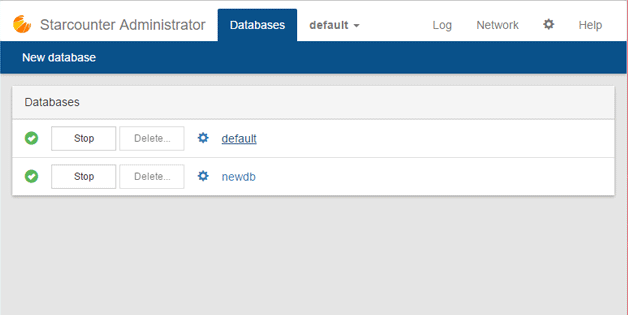 Starcounter Administrator Databases default Log Network Help
New database
Databases
Stop Delete... default
Stop Delete... newdb